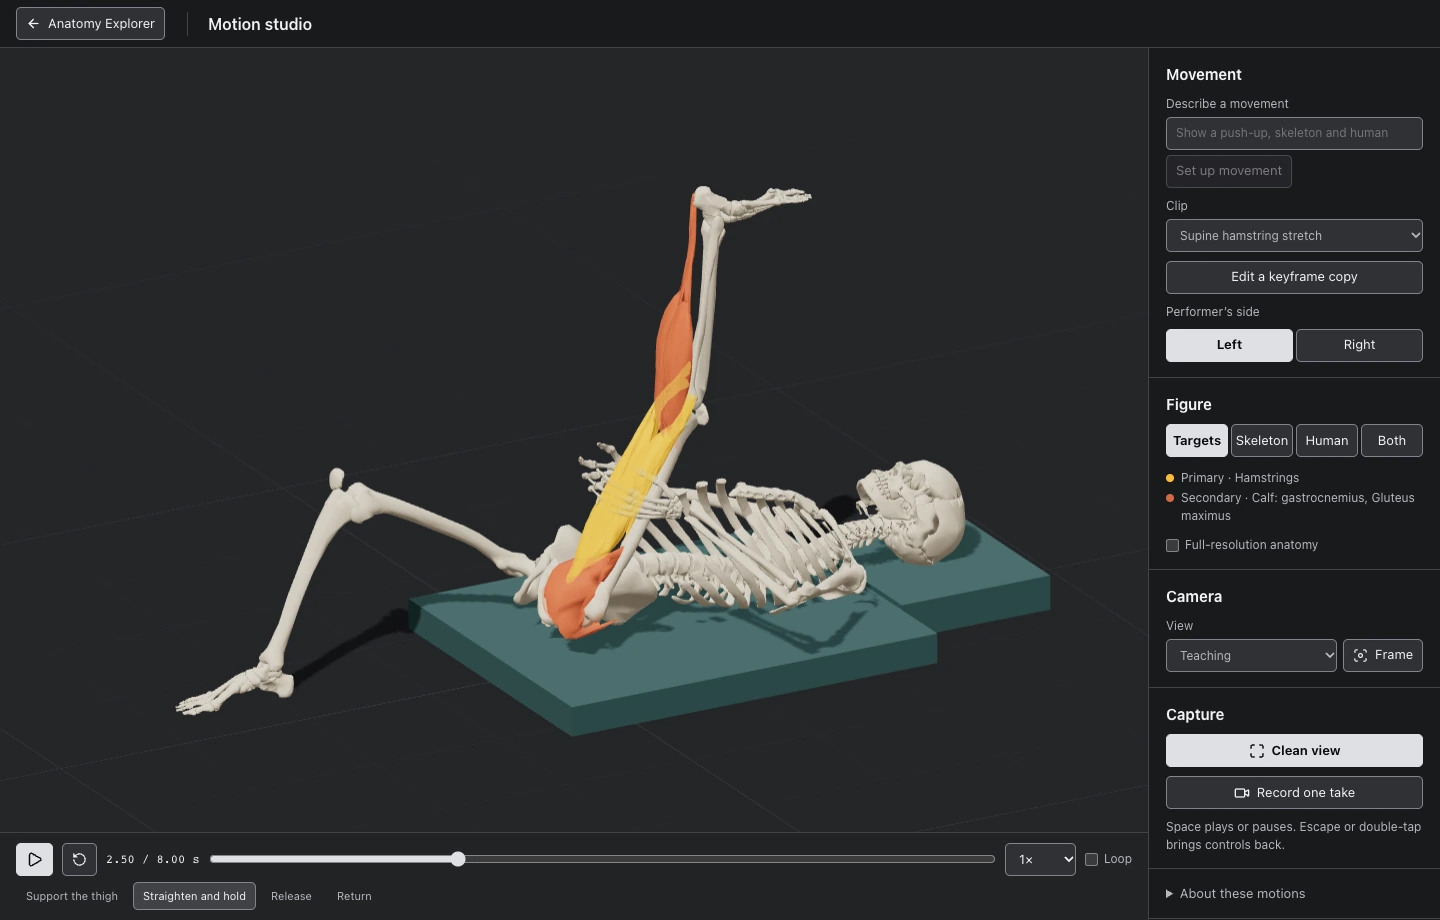 Anatomy Explorer
Motion studio
Movement
Describe a movement
Show a push-up, skeleton and human
Set up movement
Clip
Supine hamstring stretch
Edit a keyframe copy
Performer's side
Left
Right
Figure
Targets
Skeleton
Human
Both
Primary · Hamstrings
Secondary · Calf: gastrocnemius, Gluteus
maximus
Full-resolution anatomy
Camera
View
Teaching
Frame
Capture
Clean view
Record one take
Space plays or pauses. Escape or double-tap
brings controls back.
About these motions
2.50 / 8.00 s
1×
Loop
Support the thigh
Straighten and hold
Release
Return